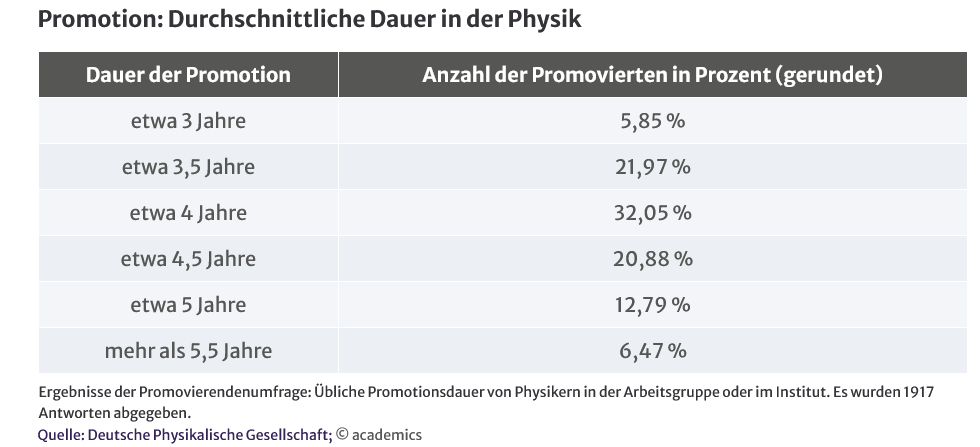 Promotion: Durchschnittliche Dauer in der Physik
Dauer der Promotion Anzahl der Promovierten in Prozent (gerundet)
etwa 3 Jahre 5,85 %
etwa 3,5 Jahre 21,97 %
etwa 4 Jahre 32,05 %
etwa 4,5 Jahre 20,88 %
etwa 5 Jahre 12,79 %
mehr als 5,5 Jahre 6,47 %
Ergebnisse der Promovierendenumfrage: Übliche Promotionsdauer von Physikern in der Arbeitsgruppe oder im Institut. Es wurden 1917
Antworten abgegeben.
Quelle: Deutsche Physikalische Gesellschaft; © academics